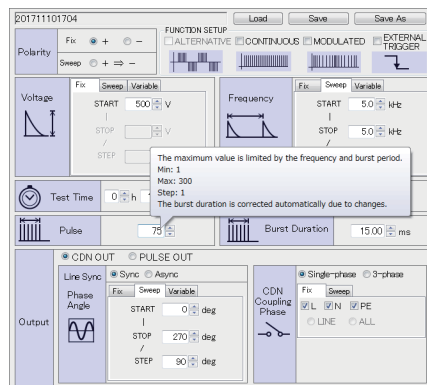 201711101704
Load
Save
Save As
Polarity
Fix + -
Sweep + ⇒ -
FUNCTION SETUP
ALTERNATIVE
CONTINUOUS
MODULATED
EXTERNAL
TRIGGER
Voltage
Fix Sweep Variable
START 500 V
|
STOP V
/
STEP
Frequency
Fix Sweep Variable
START 5.0 kHz
|
STOP 5.0 kHz
/
The maximum value is limited by the frequency and burst period.
Min: 1
Max: 300
Step: 1
The burst duration is corrected automatically due to changes.
Test Time 0 h
Pulse 75
Burst Duration 15.00 ms
Output
CDN OUT PULSE OUT
Line Sync Sync Async
Phase
Angle
Fix Sweep Variable
START 0 deg
|
STOP 270 deg
/
STEP 90 deg
CDN
Coupling
Phase
Single-phase 3-phase
Fix Sweep
L N PE
LINE ALL